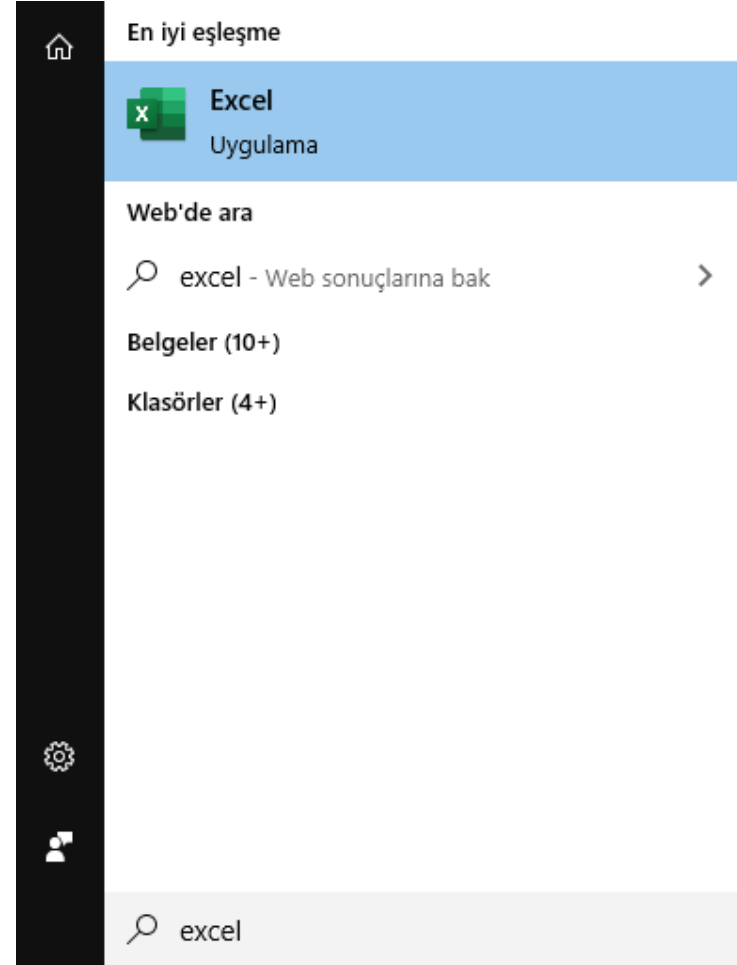 En iyi eşleşme
Excel
Uygulama
Web'de ara
excel - Web sonuçlarına bak
Belgeler (10+)
Klasörler (4+)
excel